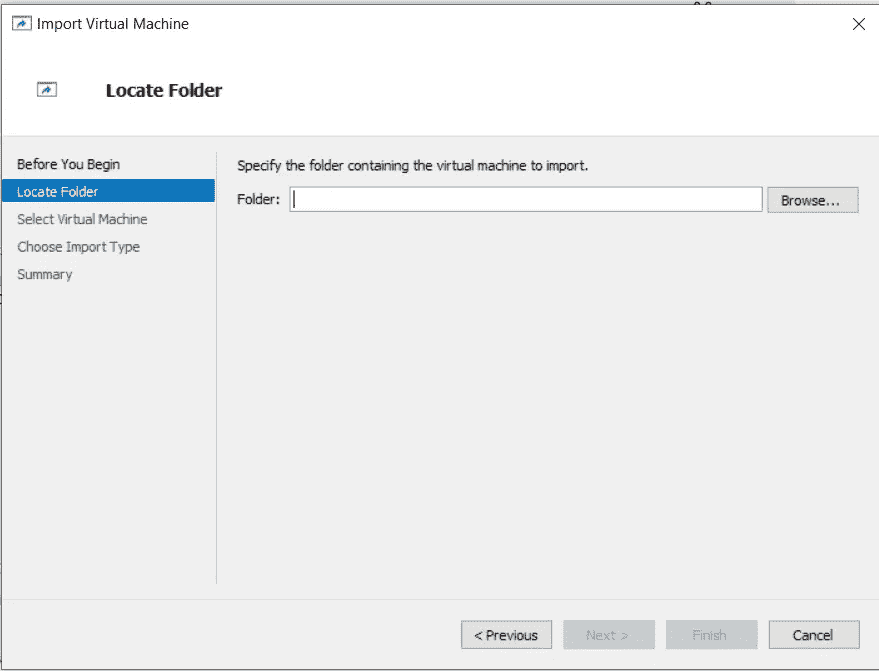 Import Virtual Machine
Locate Folder
Before You Begin
Locate Folder
Select Virtual Machine
Choose Import Type
Summary
Specify the folder containing the virtual machine to import.
Folder:
Browse...
< Previous
Next >
Finish
Cancel